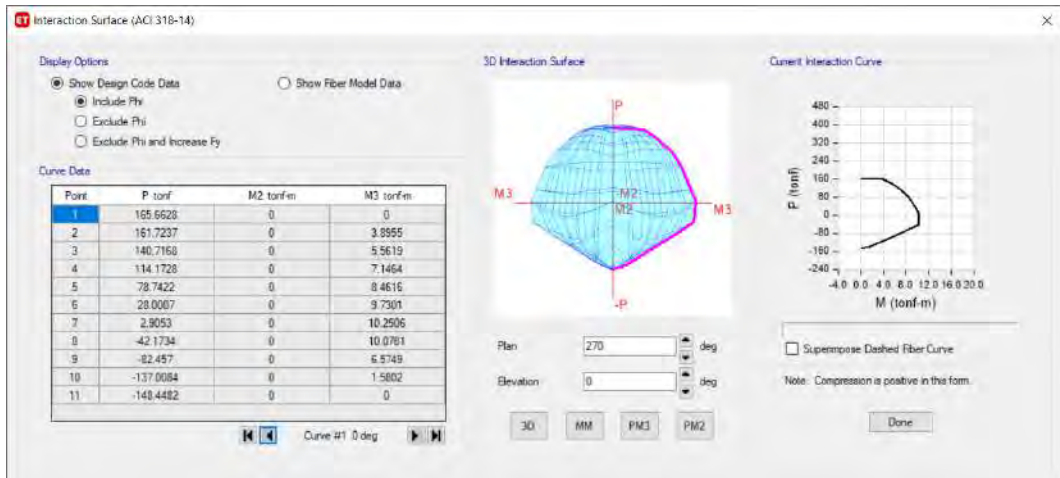 ET Interaction Surface (ACI 318-14)
Display Options
Show Design Code Data
Show Fiber Model Data
Include Phi
Exclude Phi
Exclude Phi and Increase Fy
Curve Data
Point P tonf M2 tonf-m M3 tonf-m
1 165.6628 0 0
2 161.7237 0 3.8955
3 140.7168 0 5.5619
4 114.1728 0 7.1464
5 78.7422 0 8.4616
6 28.0087 0 9.7301
7 2.9053 0 10.2506
8 -42.1734 0 10.0781
9 -82.457 0 6.5749
10 -137.0084 0 1.5802
11 -148.4482 0 0
Curve #1 0 deg
3D Interaction Surface
P
M3
M2
M2
M3
-P
Plan 270 deg
Elevation 0 deg
3D MM PM3 PM2
Current Interaction Curve
480
400
320
240
160
80
0
-80
-160
-240
P (tonf)
-4.0 0.0 4.0 8.0 12.0 16.0 20.0
M (tonf-m)
Superimpose Dashed Fiber Curve
Note: Compression is positive in this form.
Done